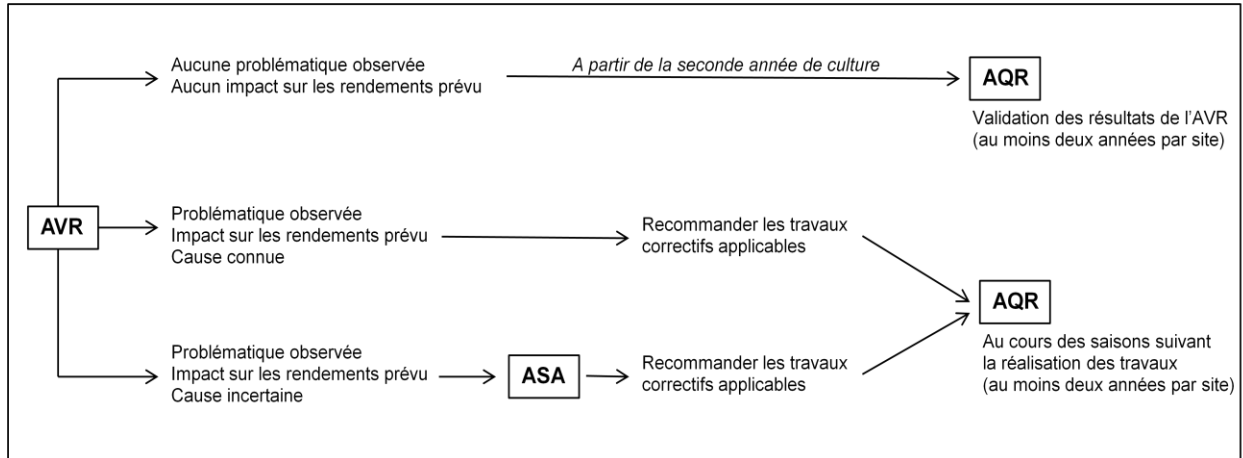 Aucune problématique observée
Aucun impact sur les rendements prévu
A partir de la seconde année de culture
AQR
Validation des résultats de l'AVR
(au moins deux années par site)
AVR
Problématique observée
Impact sur les rendements prévu
Cause connue
Recommander les travaux
correctifs applicables
Problématique observée
Impact sur les rendements prévu
Cause incertaine
ASA
Recommander les travaux
correctifs applicables
AQR
Au cours des saisons suivant
la réalisation des travaux
(au moins deux années par site)